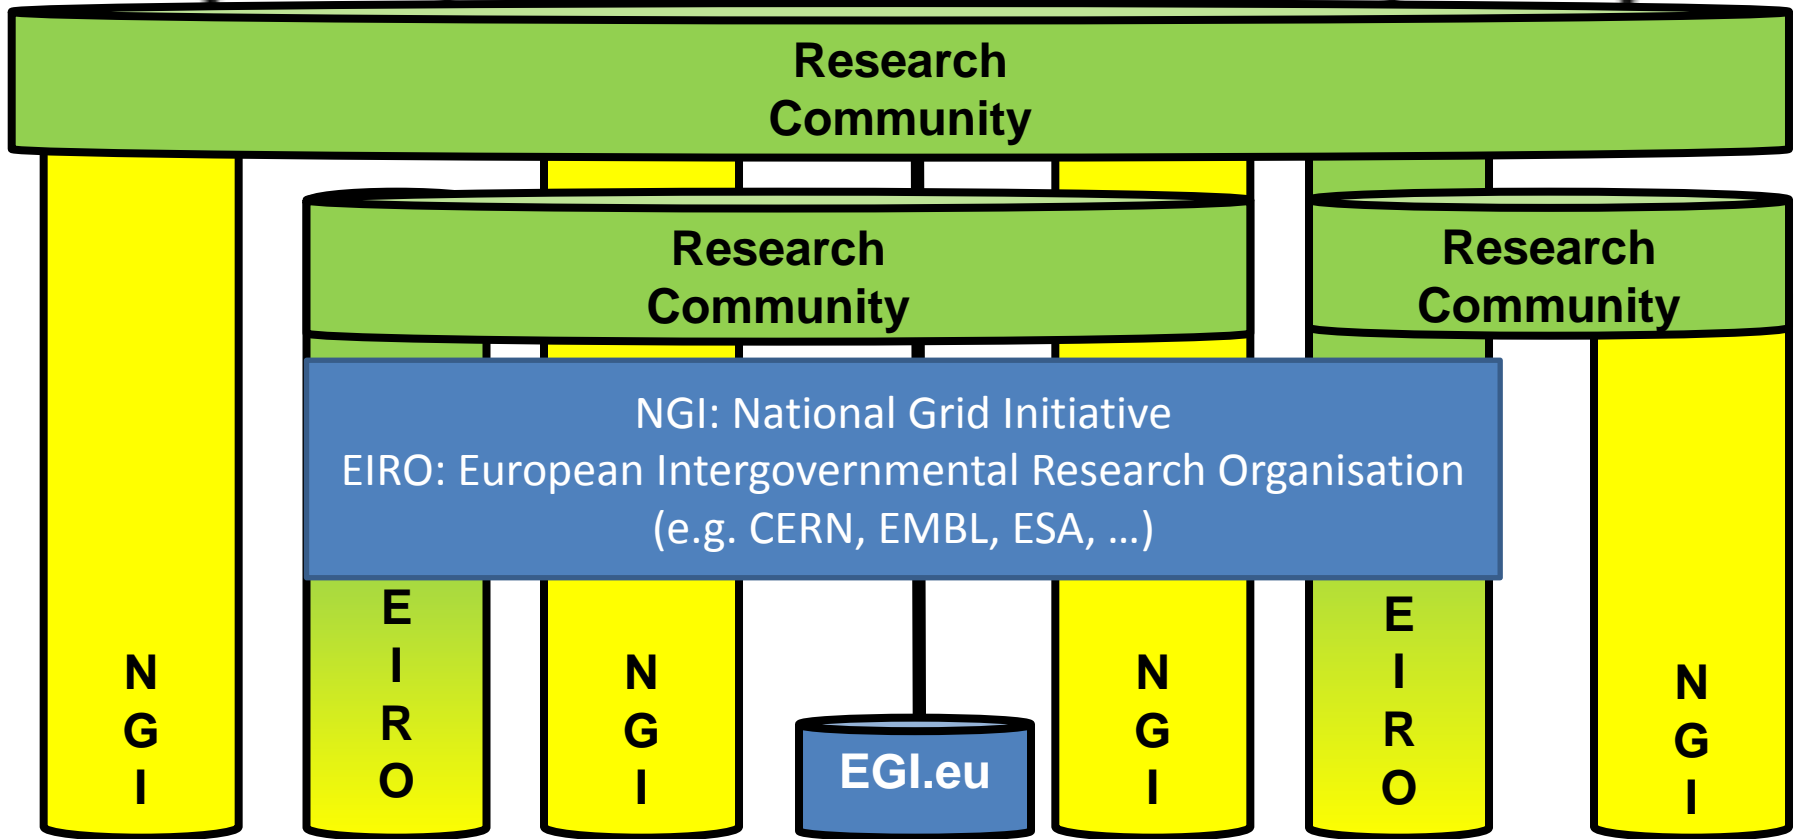 Research
Community
Research
Community
Research
Community
NGI: National Grid Initiative
EIRO: European Intergovernmental Research Organisation
(e.g. CERN, EMBL, ESA, …)
N
G
I
E
I
R
O
N
G
I
EGI.eu
N
G
I
E
I
R
O
N
G
I